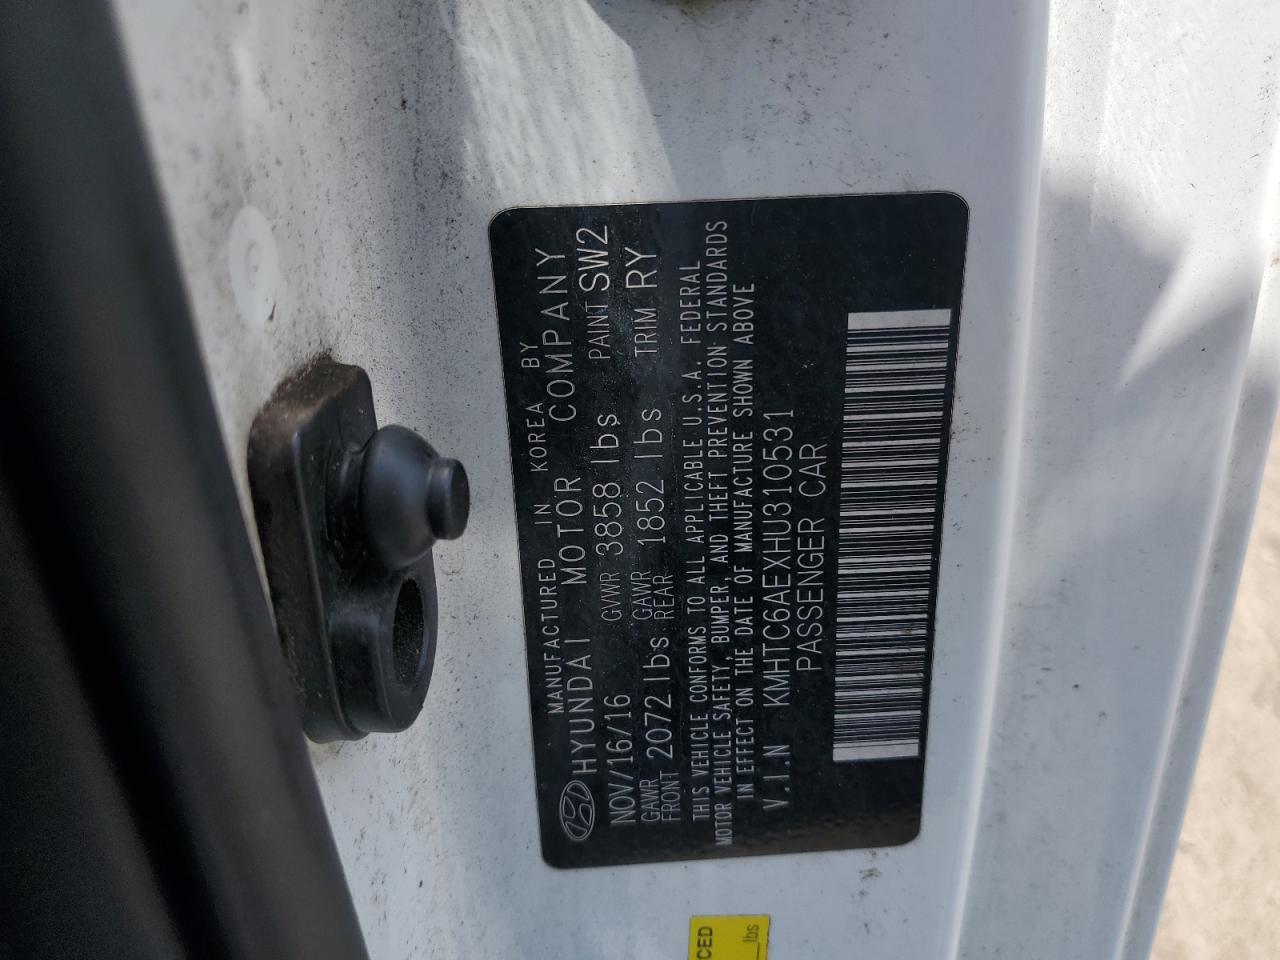 MANUFACTURED IN KOREA BY
HYUNDAI MOTOR COMPANY
NOV/16/16 GVWR 3858 lbs PAINT SW2
GAWR FRONT 2072 lbs GAWR REAR 1852 lbs TRIM RY
THIS VEHICLE CONFORMS TO ALL APPLICABLE U.S.A. FEDERAL
MOTOR VEHICLE SAFETY, BUMPER, AND THEFT PREVENTION STANDARDS
IN EFFECT ON THE DATE OF MANUFACTURE SHOWN ABOVE
V.I.N KMHTC6AEXHU310531
PASSENGER CAR
CED
lbs